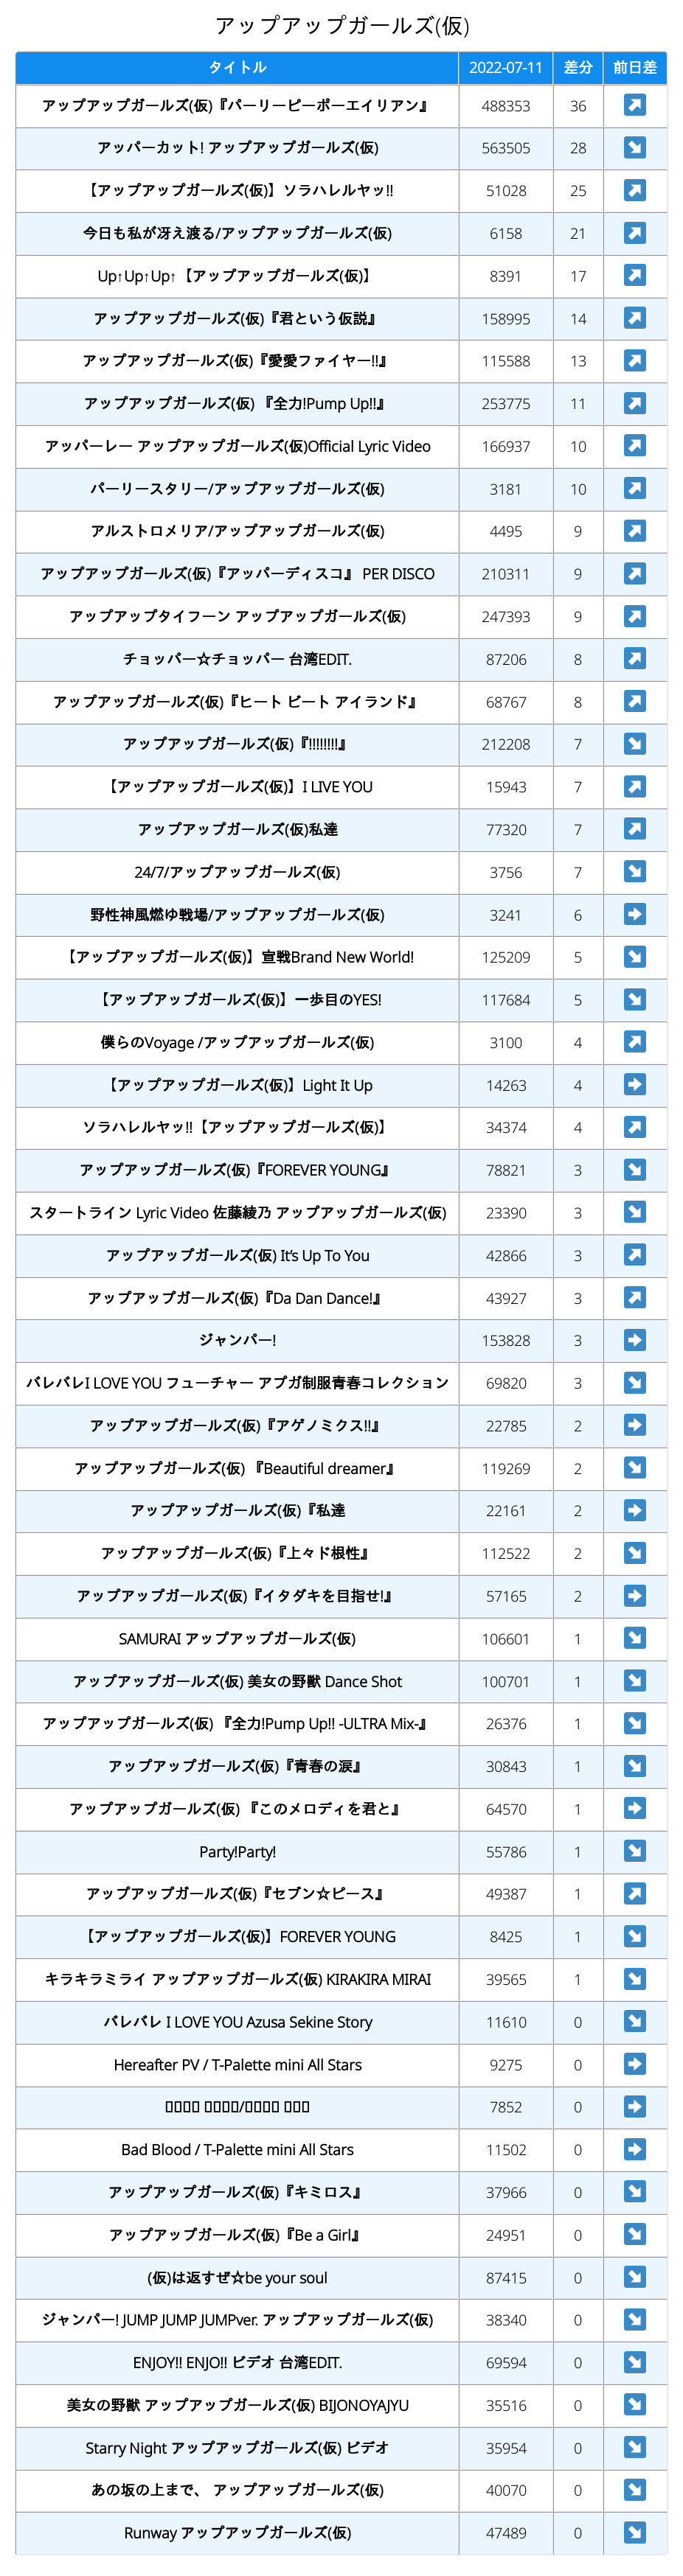 アップアップガールズ(仮)
タイトル 2022-07-11 差分 前日差
アップアップガールズ(仮)『パーリーピーポーエイリアン』 488353 36 ↗
アッパーカット! アップアップガールズ(仮) 563505 28 ↘
【アップアップガールズ(仮)】ソラハレルヤッ!! 51028 25 ↗
今日も私が冴え渡る/アップアップガールズ(仮) 6158 21 ↗
Up↑Up↑Up↑【アップアップガールズ(仮)】 8391 17 ↗
アップアップガールズ(仮)『君という仮説』 158995 14 ↗
アップアップガールズ(仮)『愛愛ファイヤー!!』 115588 13 ↗
アップアップガールズ(仮) 『全力!Pump Up!!』 253775 11 ↗
アッパーレー アップアップガールズ(仮)Official Lyric Video 166937 10 ↗
パーリースタリー/アップアップガールズ(仮) 3181 10 ↗
アルストロメリア/アップアップガールズ(仮) 4495 9 ↗
アップアップガールズ(仮)『アッパーディスコ』 PER DISCO 210311 9 ↗
アップアップタイフーン アップアップガールズ(仮) 247393 9 ↗
チョッパー☆チョッパー 台湾EDIT. 87206 8 ↗
アップアップガールズ(仮)『ヒート ビート アイランド』 68767 8 ↗
アップアップガールズ(仮)『!!!!!!!!』 212208 7 ↘
【アップアップガールズ(仮)】I LIVE YOU 15943 7 ↗
アップアップガールズ(仮)私達 77320 7 ↗
24/7/アップアップガールズ(仮) 3756 7 ↘
野性神風燃ゆ戦場/アップアップガールズ(仮) 3241 6 ➡
【アップアップガールズ(仮)】宣戦Brand New World! 125209 5 ↘
【アップアップガールズ(仮)】一歩目のYES! 117684 5 ↘
僕らのVoyage /アップアップガールズ(仮) 3100 4 ↗
【アップアップガールズ(仮)】Light It Up 14263 4 ➡
ソラハレルヤッ!!【アップアップガールズ(仮)】 34374 4 ↗
アップアップガールズ(仮)『FOREVER YOUNG』 78821 3 ↘
スタートライン Lyric Video 佐藤綾乃 アップアップガールズ(仮) 23390 3 ↘
アップアップガールズ(仮) It's Up To You 42866 3 ↗
アップアップガールズ(仮)『Da Dan Dance!』 43927 3 ↗
ジャンパー! 153828 3 ➡
バレバレI LOVE YOU フューチャー アプガ制服青春コレクション 69820 3 ↘
アップアップガールズ(仮)『アゲノミクス!!』 22785 2 ➡
アップアップガールズ(仮) 『Beautiful dreamer』 119269 2 ↘
アップアップガールズ(仮)『私達 22161 2 ➡
アップアップガールズ(仮)『上々ド根性』 112522 2 ↘
アップアップガールズ(仮)『イタダキを目指せ!』 57165 2 ➡
SAMURAI アップアップガールズ(仮) 106601 1 ↘
アップアップガールズ(仮) 美女の野獣 Dance Shot 100701 1 ↘
アップアップガールズ(仮) 『全力!Pump Up!! -ULTRA Mix-』 26376 1 ↘
アップアップガールズ(仮)『青春の涙』 30843 1 ↘
アップアップガールズ(仮) 『このメロディを君と』 64570 1 ➡
Party!Party! 55786 1 ↘
アップアップガールズ(仮)『セブン☆ピース』 49387 1 ↗
【アップアップガールズ(仮)】FOREVER YOUNG 8425 1 ↘
キラキラミライ アップアップガールズ(仮) KIRAKIRA MIRAI 39565 1 ↘
バレバレ I LOVE YOU Azusa Sekine Story 11610 0 ↘
Hereafter PV / T-Palette mini All Stars 9275 0 ➡
▯▯▯▯ ▯▯▯▯/▯▯▯▯ ▯▯▯ 7852 0 ➡
Bad Blood / T-Palette mini All Stars 11502 0 ➡
アップアップガールズ(仮)『キミロス』 37966 0 ↘
アップアップガールズ(仮)『Be a Girl』 24951 0 ↘
(仮)は返すぜ☆be your soul 87415 0 ↘
ジャンパー! JUMP JUMP JUMPver. アップアップガールズ(仮) 38340 0 ↘
ENJOY!! ENJO!! ビデオ 台湾EDIT. 69594 0 ↘
美女の野獣 アップアップガールズ(仮) BIJONOYAJYU 35516 0 ↘
Starry Night アップアップガールズ(仮) ビデオ 35954 0 ↘
あの坂の上まで、 アップアップガールズ(仮) 40070 0 ↘
Runway アップアップガールズ(仮) 47489 0 ↘